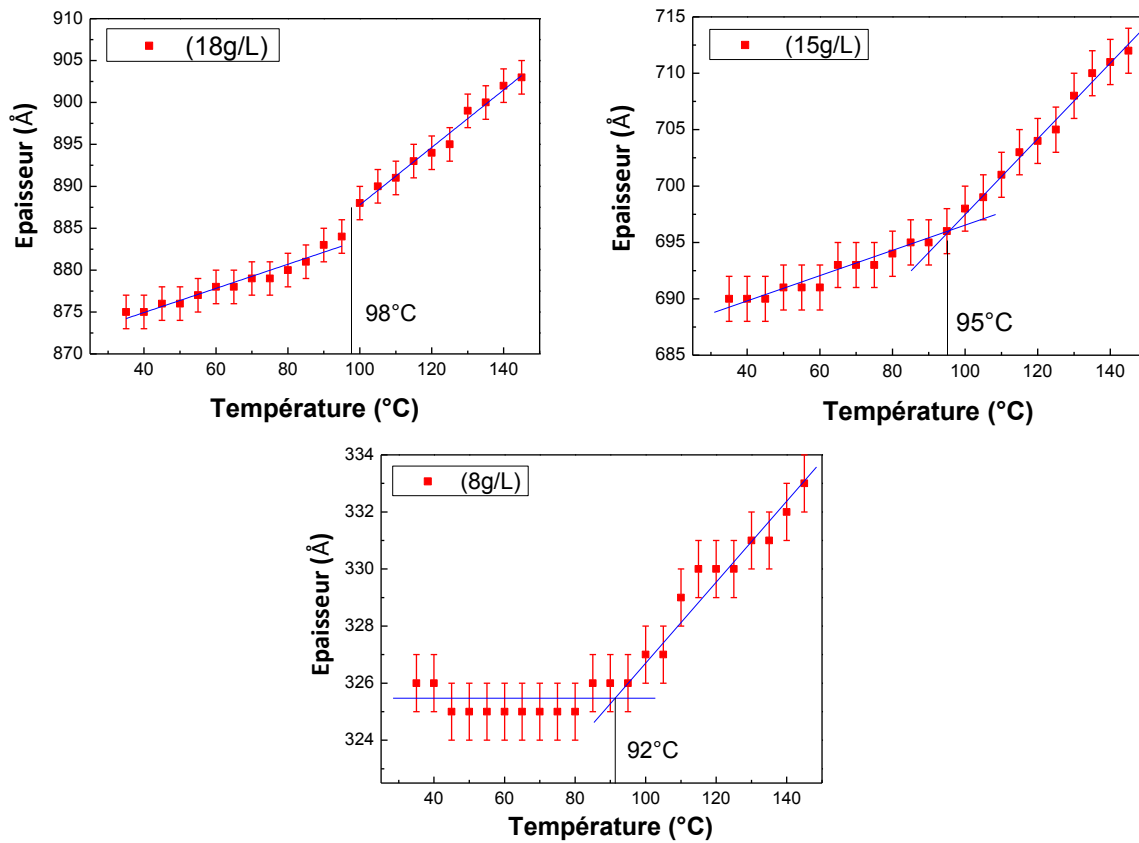 (18g/L)
910
905
900
895
890
885
880
875
870
Epaisseur (Å)
98°C
40 60 80 100 120 140
Température (°C)
(15g/L)
715
710
705
700
695
690
685
Epaisseur (Å)
95°C
40 60 80 100 120 140
Température (°C)
(8g/L)
334
332
330
325
326
324
Epaisseur (Å)
92°C
40 60 80 100 120 140
Température (°C)